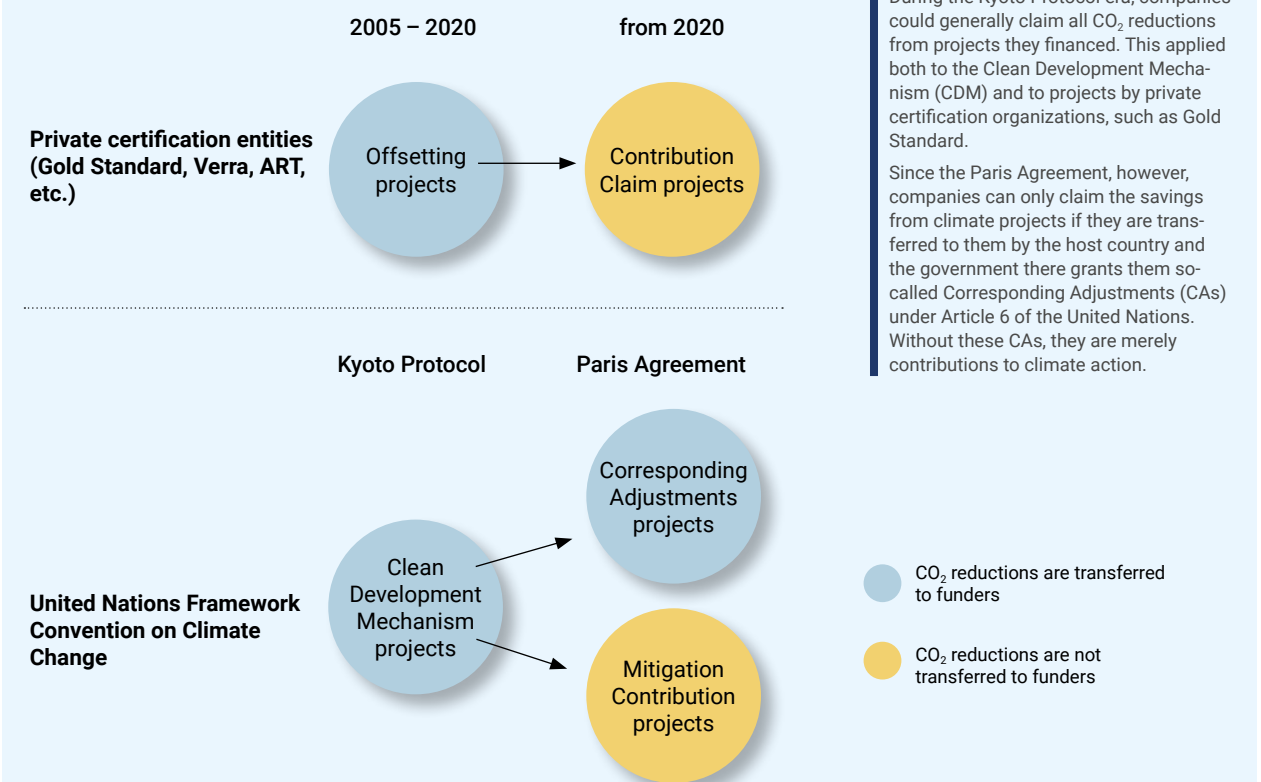 2005 – 2020
from 2020
Private certification entities
(Gold Standard, Verra, ART,
etc.)
Offsetting
projects
Contribution
Claim projects
Kyoto Protocol
Paris Agreement
United Nations Framework
Convention on Climate
Change
Clean
Development
Mechanism
projects
Corresponding
Adjustments
projects
Mitigation
Contribution
projects
During the Kyoto Protocol era, companies
could generally claim all CO₂ reductions
from projects they financed. This applied
both to the Clean Development Mecha-
nism (CDM) and to projects by private
certification organizations, such as Gold
Standard.
Since the Paris Agreement, however,
companies can only claim the savings
from climate projects if they are trans-
ferred to them by the host country and
the government there grants them so-
called Corresponding Adjustments (CAs)
under Article 6 of the United Nations.
Without these CAs, they are merely
contributions to climate action.
CO₂ reductions are transferred
to funders
CO₂ reductions are not
transferred to funders